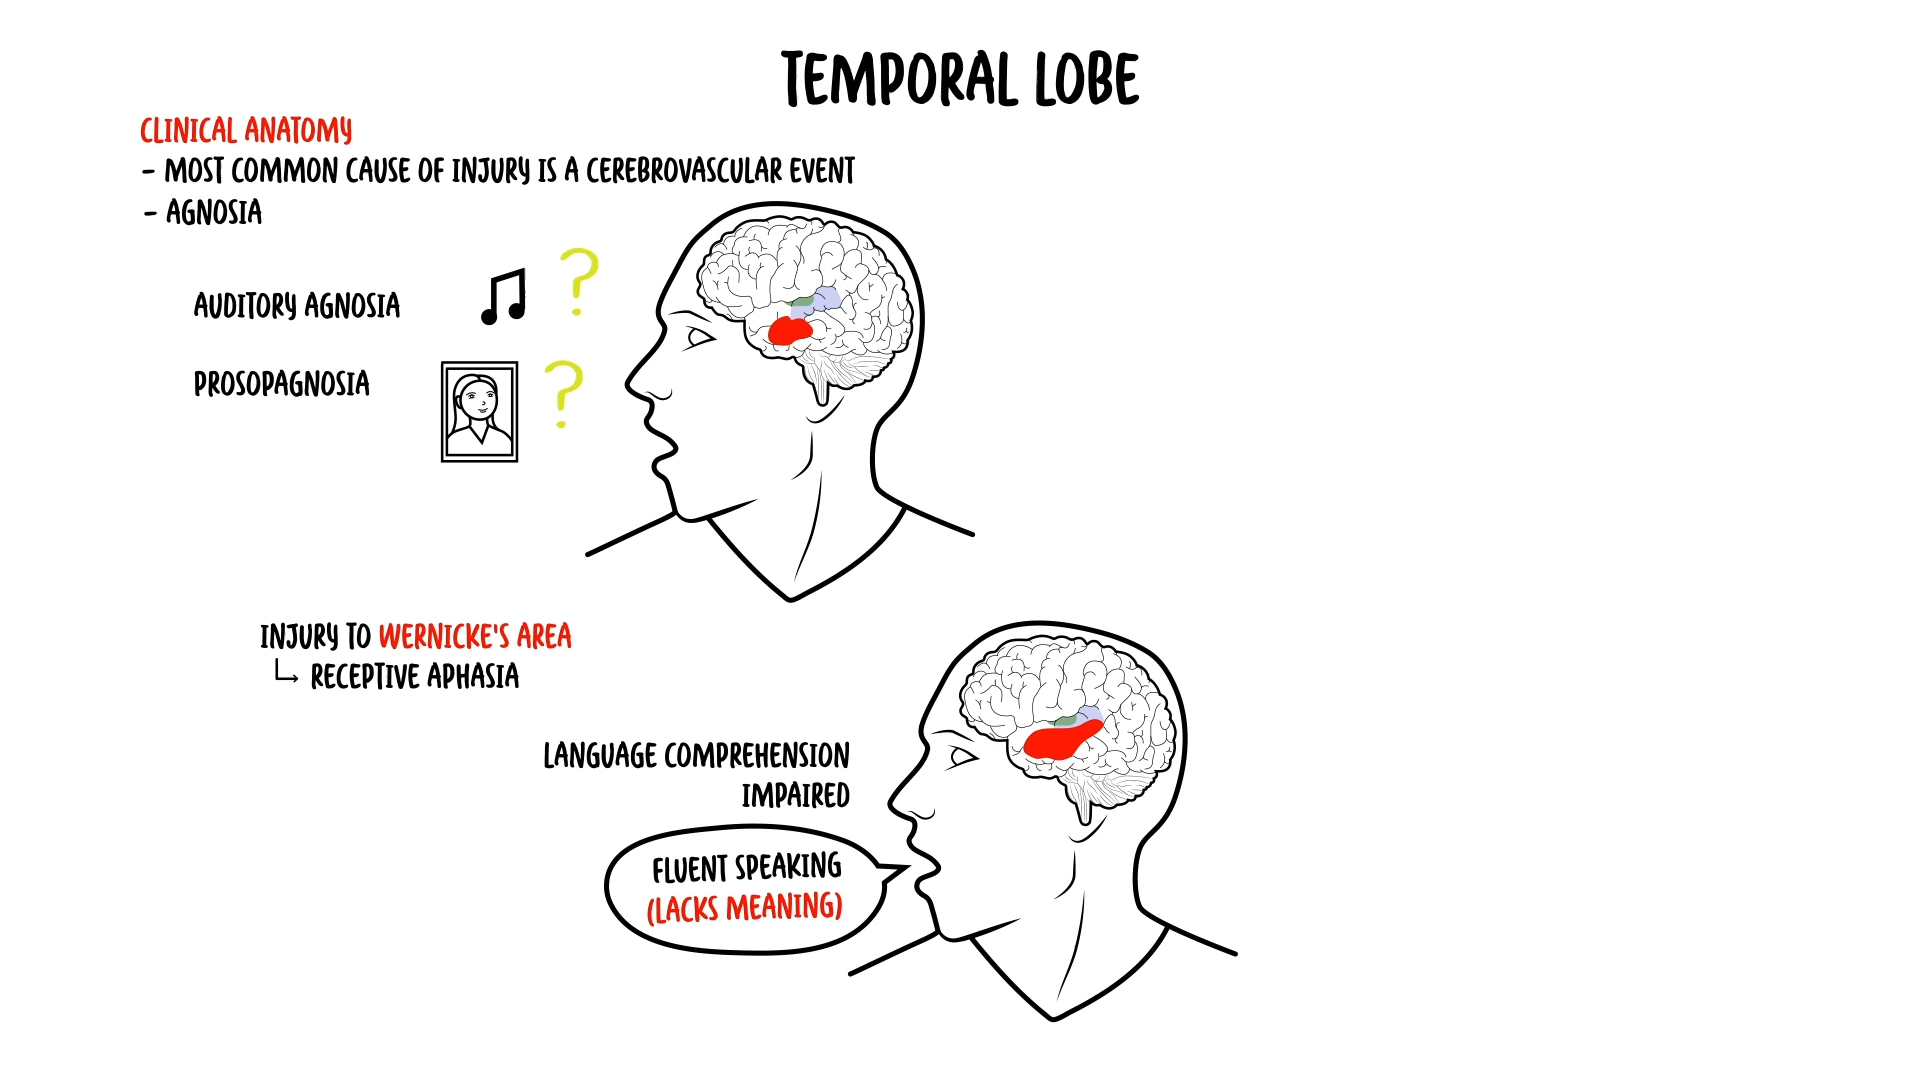 TEMPORAL LOBE
CLINICAL ANATOMY
- MOST COMMON CAUSE OF INJURY IS A CEREBROVASCULAR EVENT
- AGNOSIA
AUDITORY AGNOSIA
?
PROSOPAGNOSIA
?
INJURY TO WERNICKE'S AREA
↳ RECEPTIVE APHASIA
LANGUAGE COMPREHENSION
IMPAIRED
FLUENT SPEAKING
(LACKS MEANING)